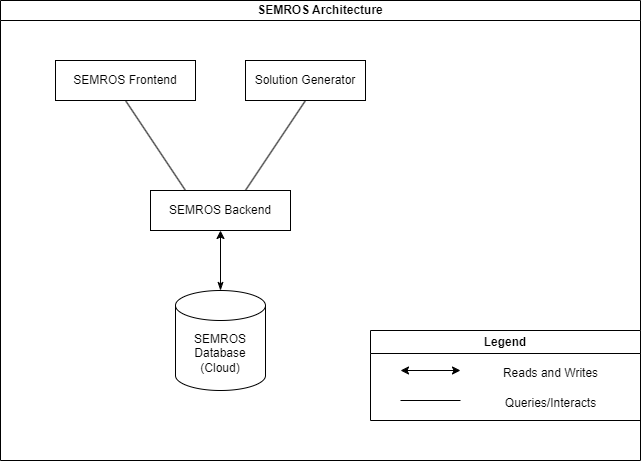 SEMROS Architecture
SEMROS Frontend
Solution Generator
SEMROS Backend
SEMROS
Database
(Cloud)
Legend
Reads and Writes
Queries/Interacts